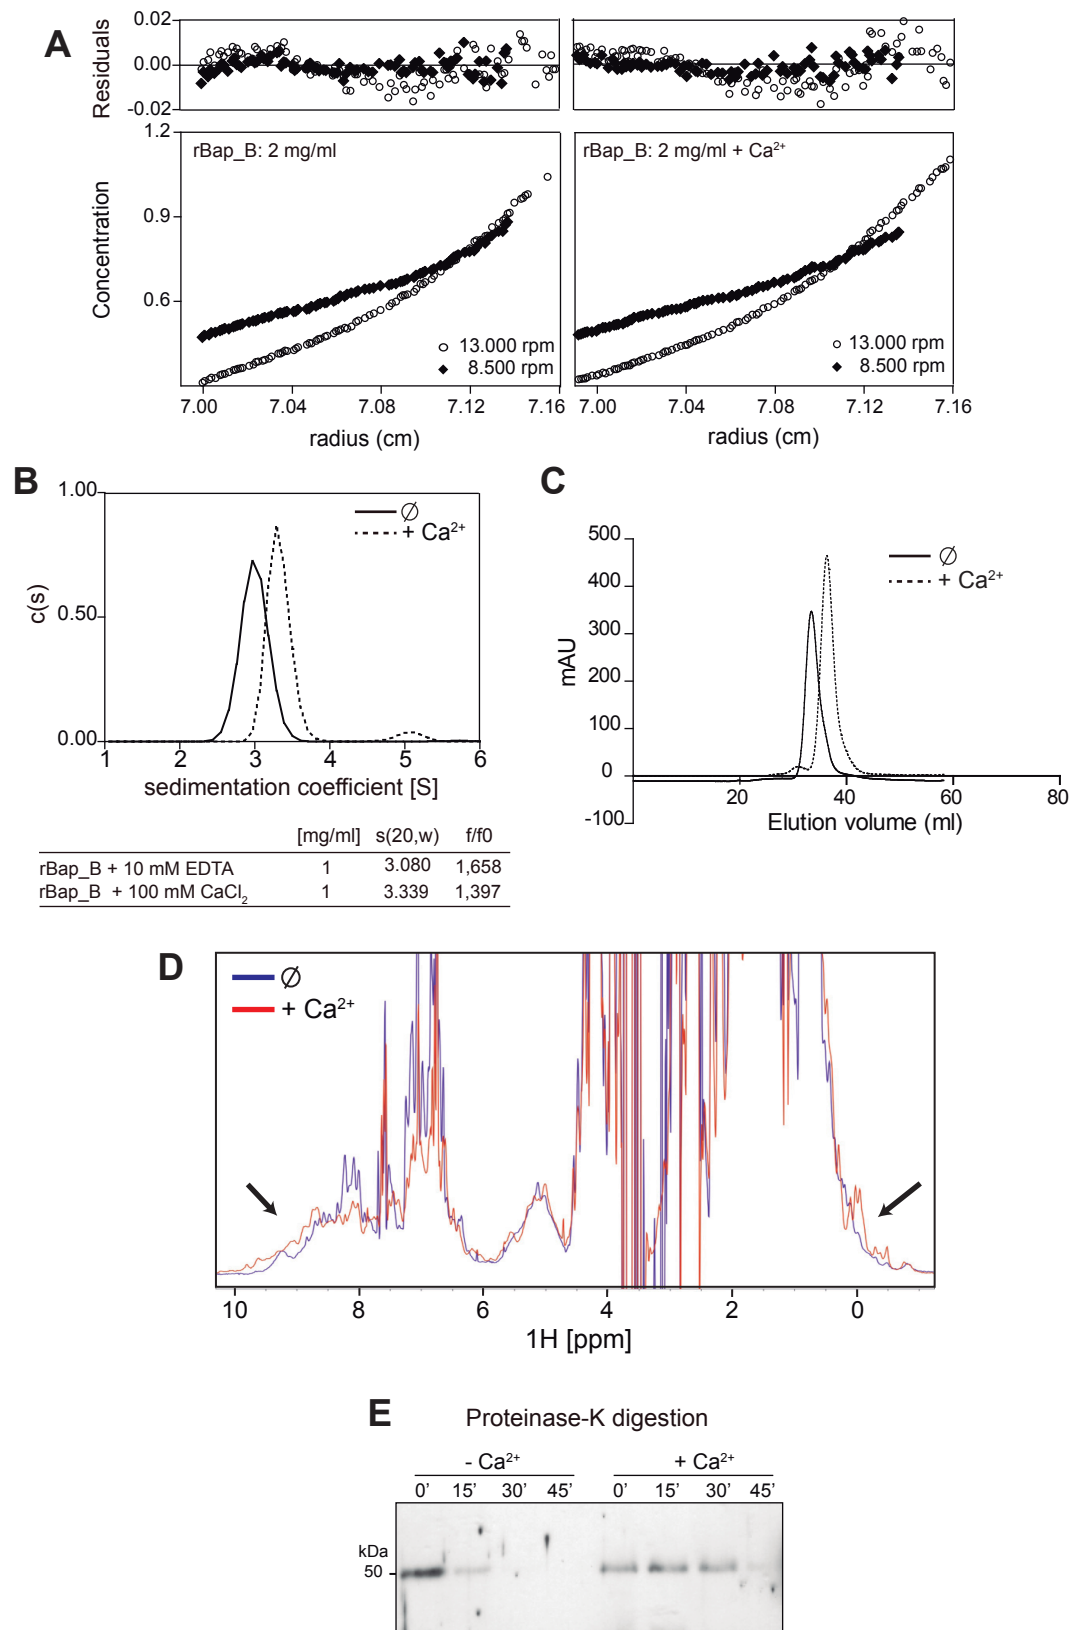 A
Residuals
0.02
0.00
-0.02
1.2
0.9
0.6
Concentration
rBap_B: 2 mg/ml
rBap_B: 2 mg/ml + Ca²⁺
13.000 rpm
8.500 rpm
13.000 rpm
8.500 rpm
7.00 7.04 7.08 7.12 7.16
7.00 7.04 7.08 7.12 7.16
radius (cm)
radius (cm)
B
c(s)
1.00
0.50
0.00
∅
+ Ca²⁺
1 2 3 4 5 6
sedimentation coefficient [S]
[mg/ml] s(20,w) f/f0
rBap_B + 10 mM EDTA 1 3.080 1,658
rBap_B + 100 mM CaCl₂ 1 3.339 1,397
C
mAU
500
400
300
200
100
0
-100
∅
+ Ca²⁺
20 40 60 80
Elution volume (ml)
D
∅
+ Ca²⁺
10 8 6 4 2 0
1H [ppm]
E
Proteinase-K digestion
- Ca²⁺ + Ca²⁺
0’ 15’ 30’ 45’ 0’ 15’ 30’ 45’
kDa
50